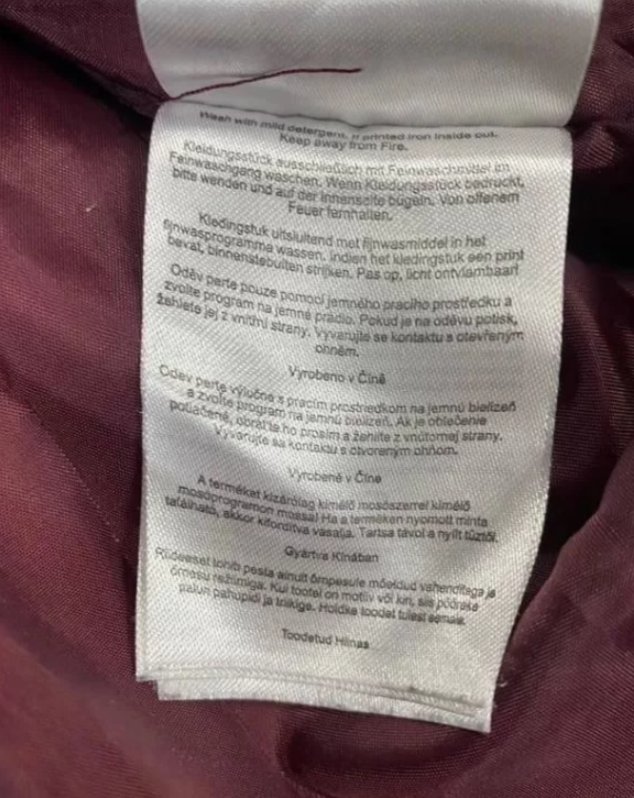 Wash with mild detergent. If printed iron inside out.
Keep away from Fire.
Kleidungsstück ausschließlich mit Feinwaschmittel im
Feinwaschgang waschen. Wenn Kleidungsstück bedruckt,
bitte wenden und auf der Innenseite bügeln. Von offenem
Feuer fernhalten.
Kledingstuk uitsluitend met fijnwasmiddel in het
fijnwasprogramma wassen. Indien het kledingstuk een print
bevat, binnenstebuiten strijken. Pas op, licht ontvlambaar!
Oděv perte pouze pomocí jemného pracího prostředku a
zvolte program na jemné prádlo. Pokud je na oděvu potisk,
žehlete jej z vnitřní strany. Vyvarujte se kontaktu s otevřeným
ohněm.
Vyrobeno v Číně
Odev perte výlučne s pracím prostriedkom na jemnú bielizeň
a zvoľte program na jemnú bielizeň. Ak je oblečenie
potlačené, obráťte ho prosím a žehlite z vnútornej strany.
Vyvarujte sa kontaktu s otvoreným ohňom.
Vyrobené v Číne
A terméket kizárólag kímélő mosószerrel kímélő
mosóprogramon mossa! Ha a terméken nyomott minta
található, akkor kifordítva vasalja. Tartsa távol a nyílt tűztől.
Gyártva Kínában
Riideeset tohib pesta ainult õrnpesule mõeldud vahenditega ja
õrnpesu režiimiga. Kui tootel on motiiv või kiri, siis pöörake
palun pahupidi ja triikige. Hoidke toodet tulest eemale.
Toodetud Hiinas